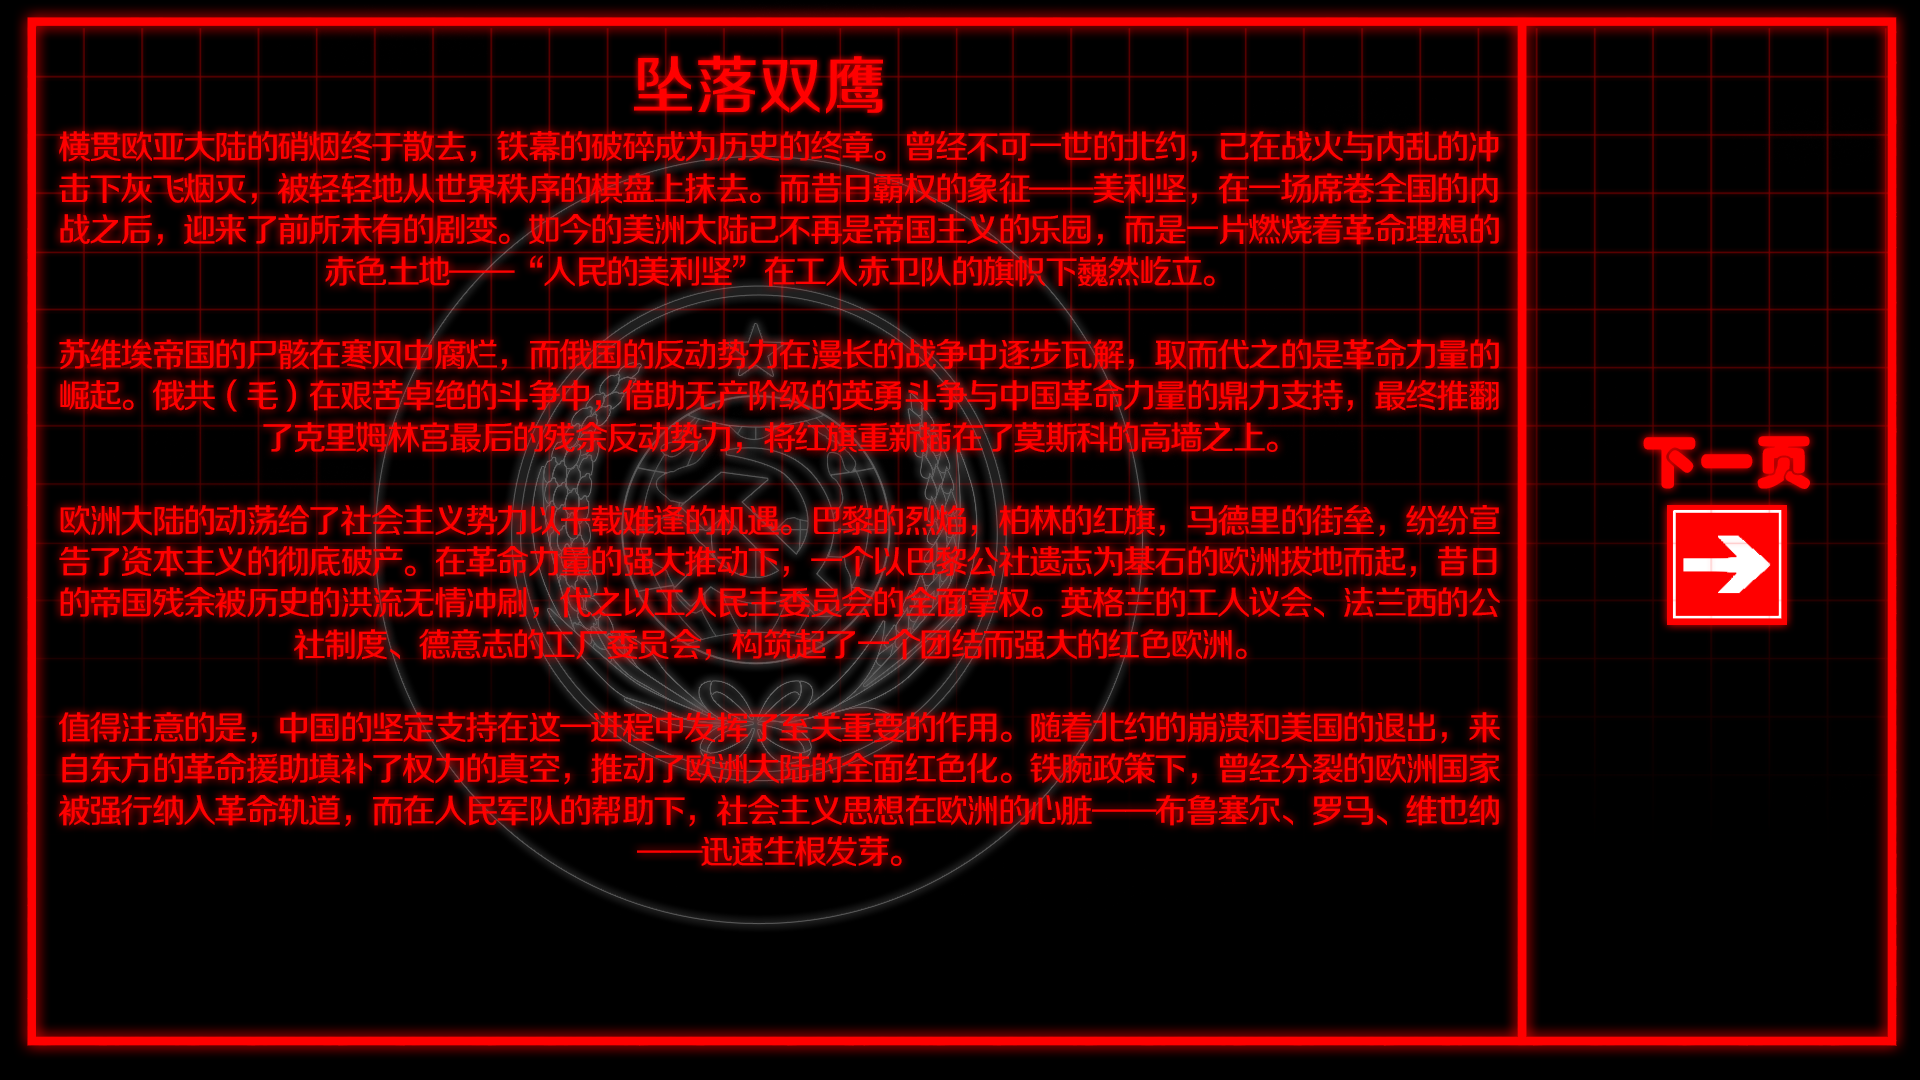 坠落双鹰
横贯欧亚大陆的硝烟终于散去，铁幕的破碎成为历史的终章。曾经不可一世的北约，已在战火与内乱的冲
击下灰飞烟灭，被轻轻地从世界秩序的棋盘上抹去。而昔日霸权的象征——美利坚，在一场席卷全国的内
战之后，迎来了前所未有的剧变。如今的美洲大陆已不再是帝国主义的乐园，而是一片燃烧着革命理想的
赤色土地——“人民的美利坚”在工人赤卫队的旗帜下巍然屹立。
苏维埃帝国的尸骸在寒风中腐烂，而俄国的反动势力在漫长的战争中逐步瓦解，取而代之的是革命力量的
崛起。俄共（毛）在艰苦卓绝的斗争中，借助无产阶级的英勇斗争与中国革命力量的鼎力支持，最终推翻
了克里姆林宫最后的残余反动势力，将红旗重新插在了莫斯科的高墙之上。
欧洲大陆的动荡给了社会主义势力以千载难逢的机遇。巴黎的烈焰，柏林的红旗，马德里的街垒，纷纷宣
告了资本主义的彻底破产。在革命力量的强大推动下，一个以巴黎公社遗志为基石的欧洲拔地而起，昔日
的帝国残余被历史的洪流无情冲刷，代之以工人民主委员会的全面掌权。英格兰的工人议会、法兰西的公
社制度、德意志的工厂委员会，构筑起了一个团结而强大的红色欧洲。
值得注意的是，中国的坚定支持在这一进程中发挥了至关重要的作用。随着北约的崩溃和美国的退出，来
自东方的革命援助填补了权力的真空，推动了欧洲大陆的全面红色化。铁腕政策下，曾经分裂的欧洲国家
被强行纳入革命轨道，而在人民军队的帮助下，社会主义思想在欧洲的心脏——布鲁塞尔、罗马、维也纳
——迅速生根发芽。
下一页